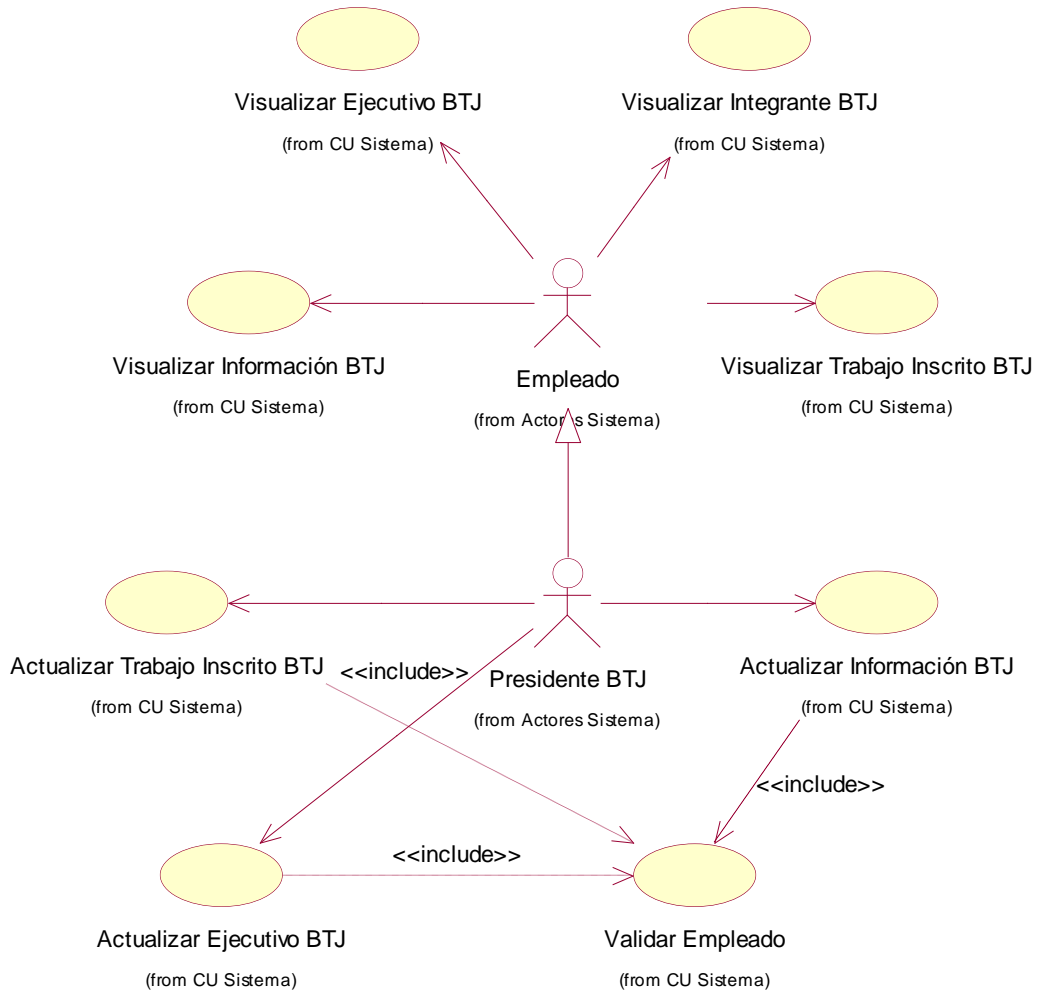 Visualizar Ejecutivo BTJ
(from CU Sistema)
Visualizar Integrante BTJ
(from CU Sistema)
Visualizar Información BTJ
(from CU Sistema)
Empleado
(from Actores Sistema)
Visualizar Trabajo Inscrito BTJ
(from CU Sistema)
Actualizar Trabajo Inscrito BTJ
(from CU Sistema)
<<include>>
Presidente BTJ
(from Actores Sistema)
Actualizar Información BTJ
(from CU Sistema)
<<include>>
<<include>>
Actualizar Ejecutivo BTJ
(from CU Sistema)
Validar Empleado
(from CU Sistema)